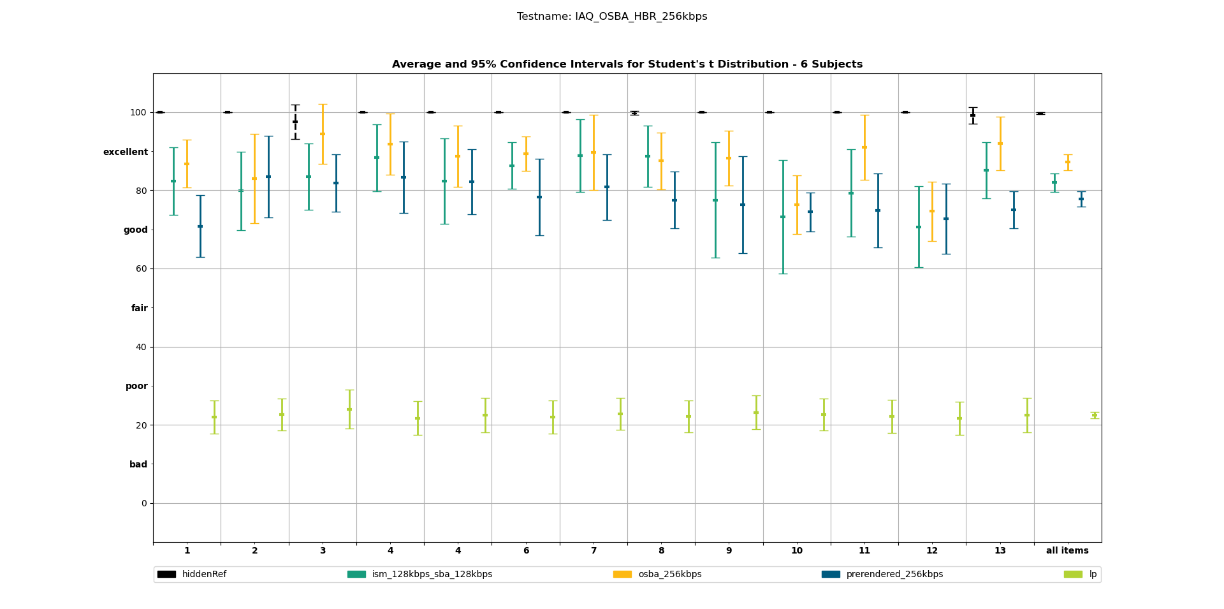 Testname: IAQ_OSBA_HBR_256kbps
Average and 95% Confidence Intervals for Student's t Distribution - 6 Subjects
100
excellent
80
good
60
fair
40
poor
20
bad
0
1 2 3 4 4 6 7 8 9 10 11 12 13 all items
hiddenRef ism_128kbps_sba_128kbps osba_256kbps prerendered_256kbps lp